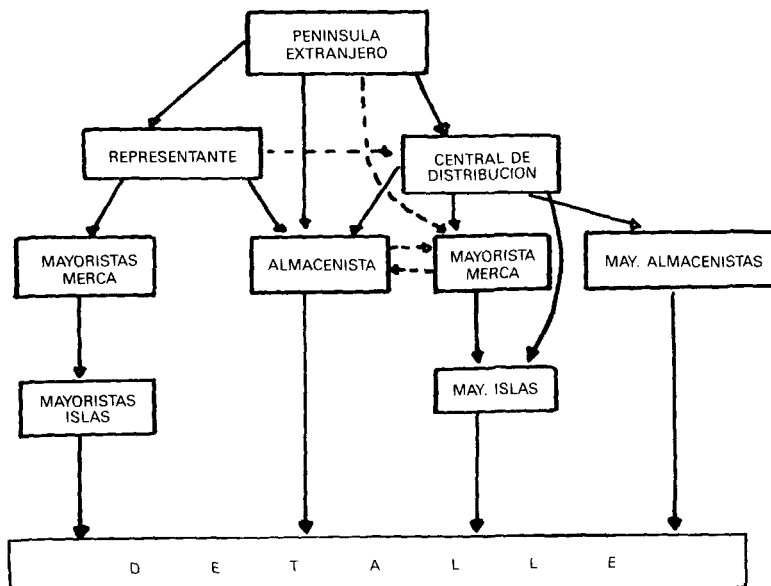 PENINSULA
EXTRANJERO
REPRESENTANTE
CENTRAL DE
DISTRIBUCION
MAYORISTAS
MERCA
ALMACENISTA
MAYORISTA
MERCA
MAY. ALMACENISTAS
MAYORISTAS
ISLAS
MAY. ISLAS
D E T A L L E